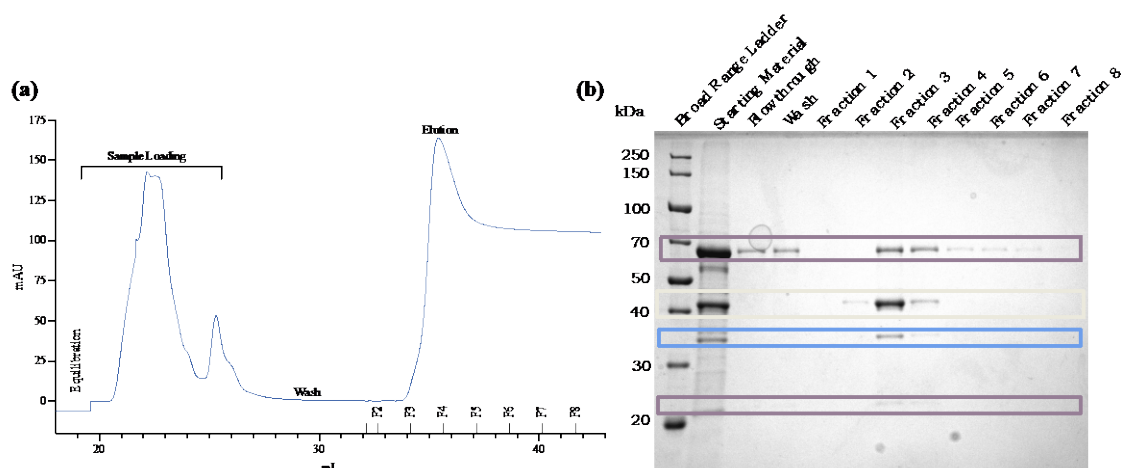 (a)
175
150
125
100
75
50
25
0
mAU
Equilibration
Sample Loading
Wash
Elution
F2
F3
F4
F5
F6
F7
F8
20
30
40
mL
(b)
kDa
Broad Range Ladder
Starting Material
Flowthrough
Wash
Fraction 1
Fraction 2
Fraction 3
Fraction 4
Fraction 5
Fraction 6
Fraction 7
Fraction 8
250
150
100
70
50
40
30
20